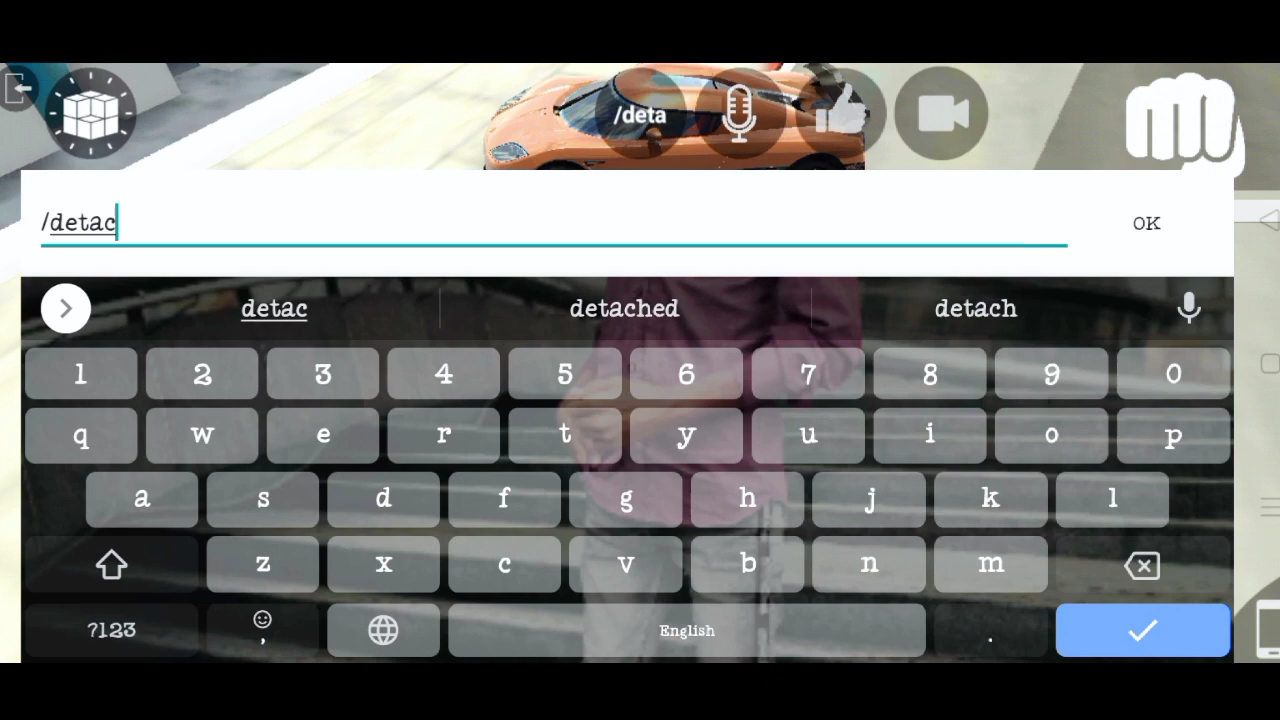 /deta
/detac
OK
detac detached detach
1 2 3 4 5 6 7 8 9 0
q w e r t y u i o p
a s d f g h j k l
z x c v b n m
?123 , English .